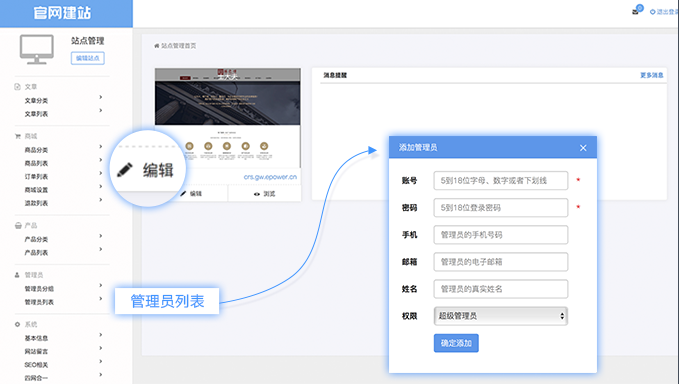 官网建站
0
退出登录
站点管理
编辑站点
文章
文章分类
文章列表
商城
商品分类
商品列表
订单列表
商城设置
退款列表
产品
产品分类
产品列表
管理员
管理员分组
管理员列表
系统
基本信息
网站留言
SEO相关
四网合一
站点管理首页
crs.gw.epower.cn
编辑
浏览
编辑
管理员列表
消息提醒
更多消息
添加管理员
账号
5到18位字母、数字或者下划线
*
密码
5到18位登录密码
*
手机
管理员的手机号码
邮箱
管理员的电子邮箱
姓名
管理员的真实姓名
权限
超级管理员
确定添加